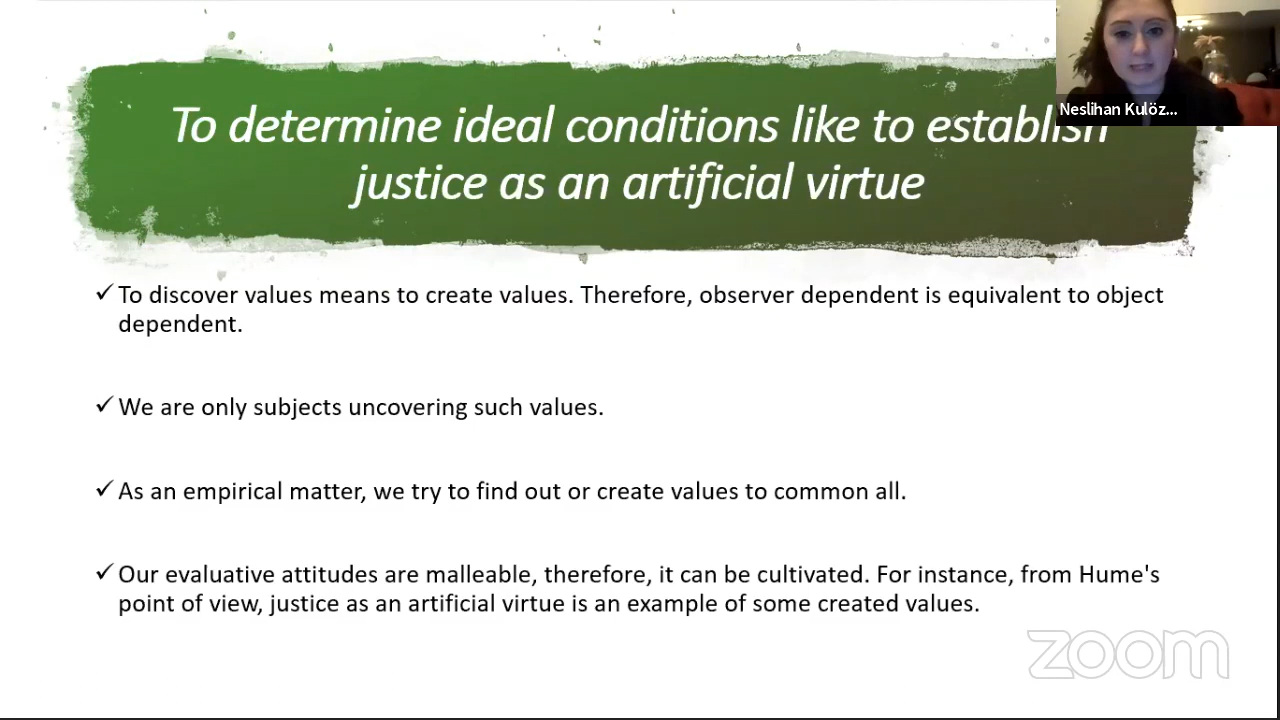 To determine ideal conditions like to establish
justice as an artificial virtue
Neslihan Kulöz...
✓ To discover values means to create values. Therefore, observer dependent is equivalent to object
dependent.
✓ We are only subjects uncovering such values.
✓ As an empirical matter, we try to find out or create values to common all.
✓ Our evaluative attitudes are malleable, therefore, it can be cultivated. For instance, from Hume's
point of view, justice as an artificial virtue is an example of some created values.
zoom